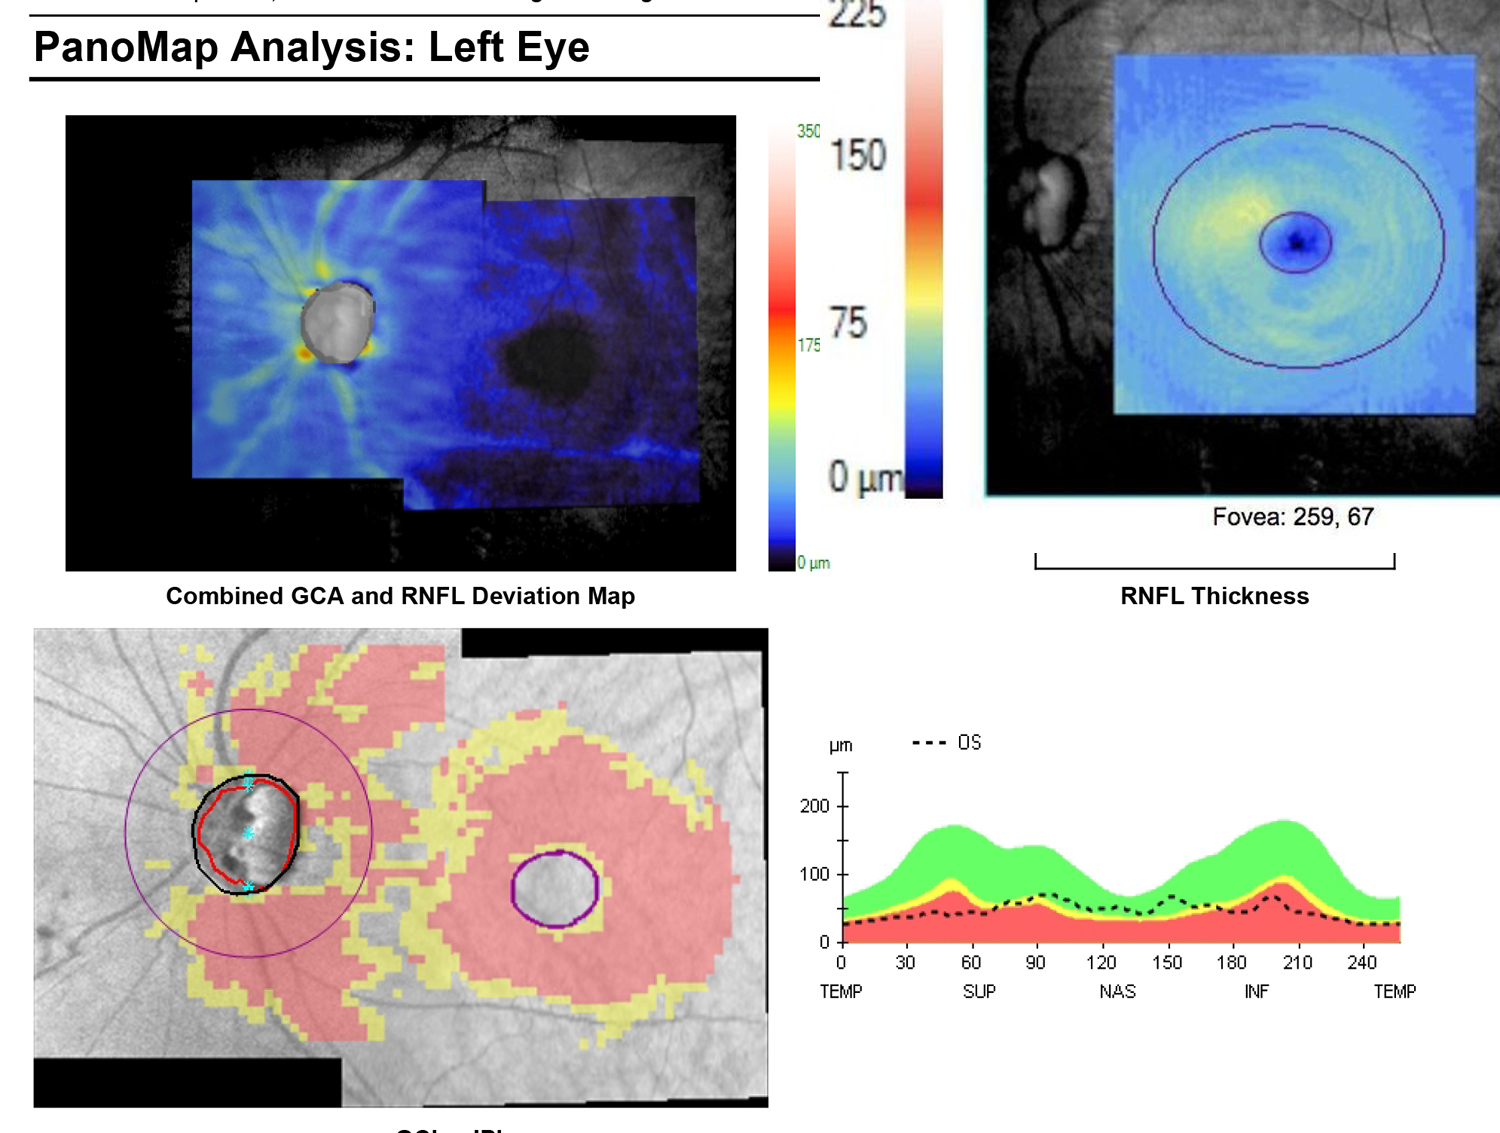 PanoMap Analysis: Left Eye
350
175
0 µm
225
150
75
0 µm
Fovea: 259, 67
Combined GCA and RNFL Deviation Map
RNFL Thickness
µm
OS
200
100
0
0 30 60 90 120 150 180 210 240
TEMP SUP NAS INF TEMP